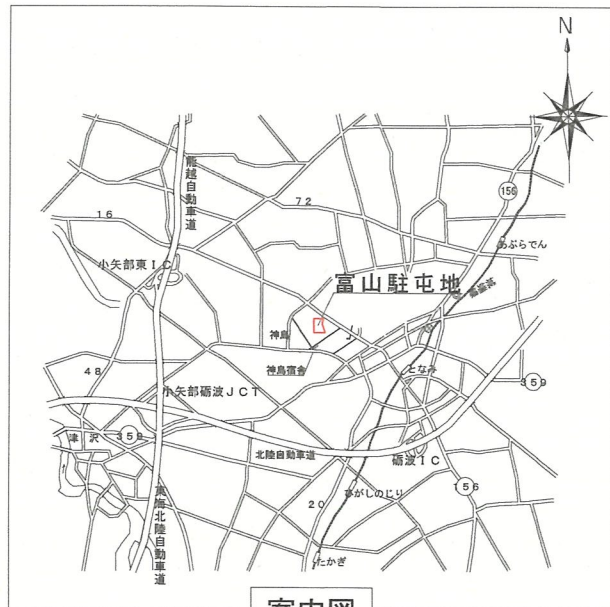 N
能越自動車道
16
72
156
あぶらでん
小矢部東IC
富山駐屯地
城端線
神島
神島宿舎
となみ
48
小矢部砺波JCT
359
津沢
359
北陸自動車道
砺波IC
ひがしのじり
20
156
東海北陸自動車道
たかぎ
案内図